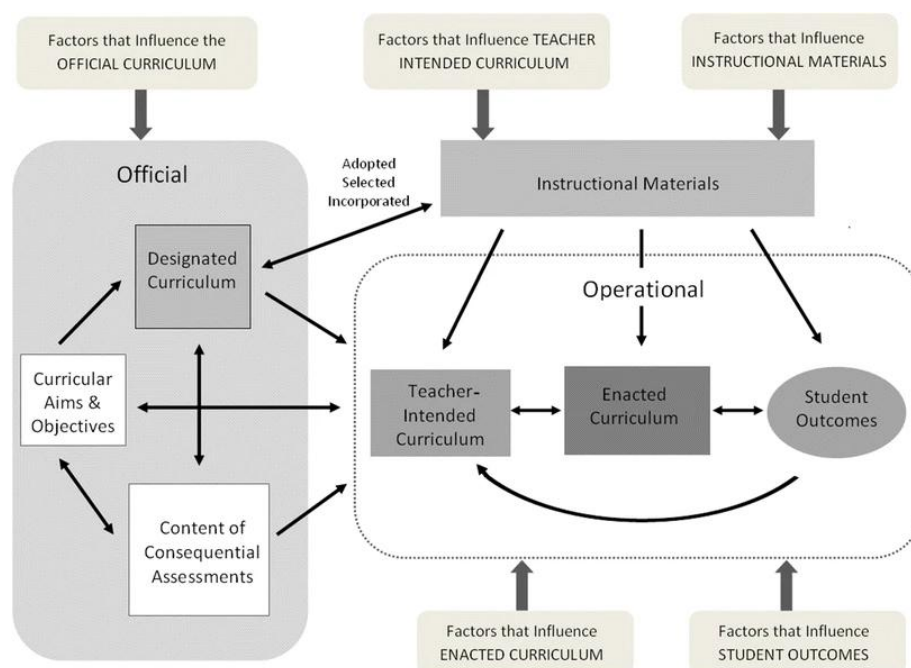 Factors that Influence the
OFFICIAL CURRICULUM
Factors that Influence TEACHER
INTENDED CURRICULUM
Factors that Influence
INSTRUCTIONAL MATERIALS
Official
Adopted
Selected
Incorporated
Instructional Materials
Designated
Curriculum
Operational
Curricular
Aims &
Objectives
Teacher-
Intended
Curriculum
Enacted
Curriculum
Student
Outcomes
Content of
Consequential
Assessments
Factors that Influence
ENACTED CURRICULUM
Factors that Influence
STUDENT OUTCOMES